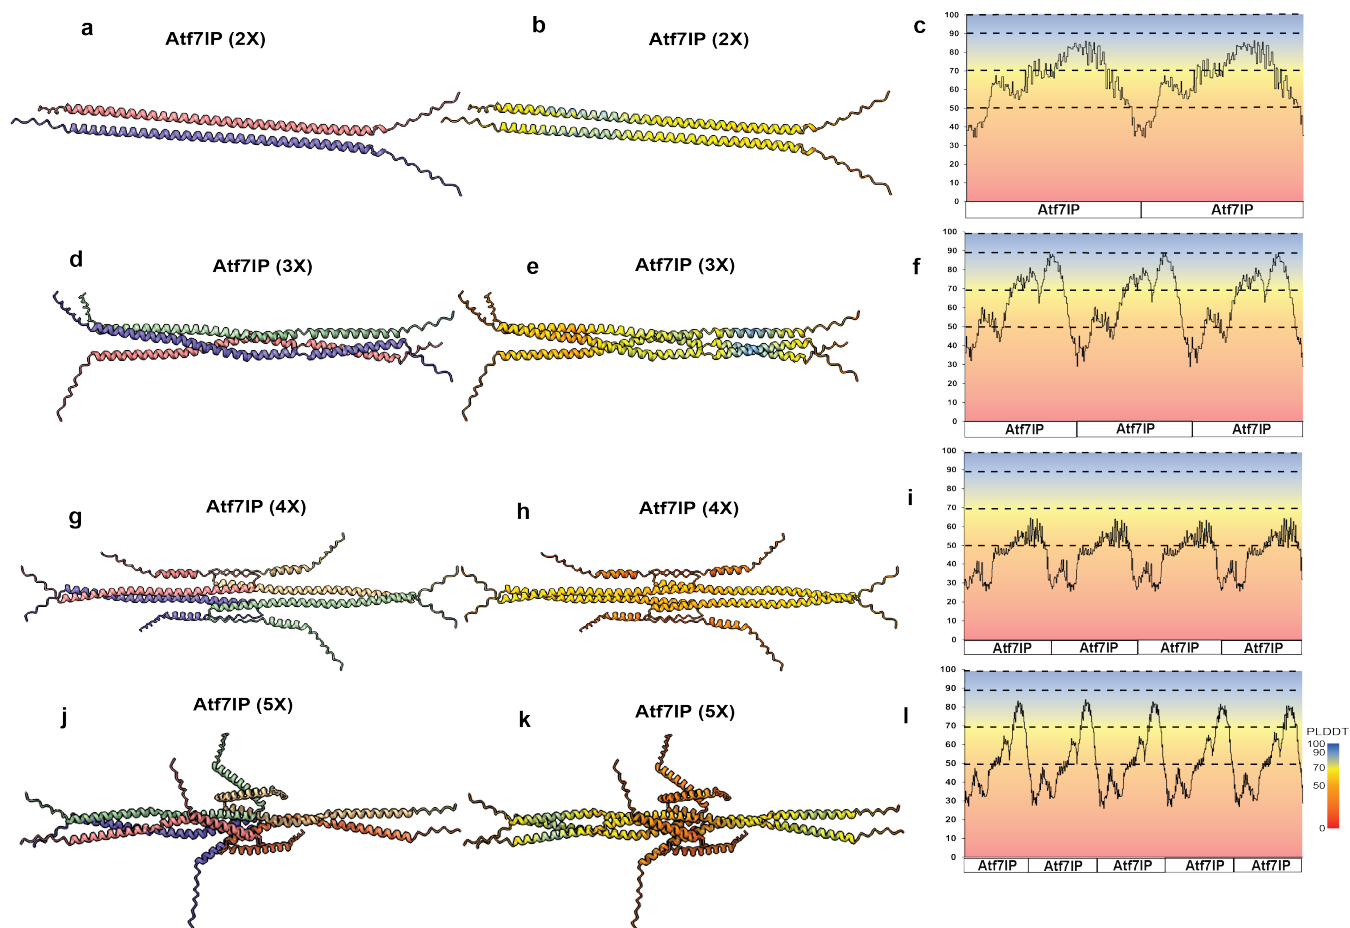 a
Atf7IP (2X)
b
Atf7IP (2X)
c
100
90
80
70
60
50
40
30
20
10
0
Atf7IP Atf7IP
d
Atf7IP (3X)
e
Atf7IP (3X)
f
100
90
80
70
60
50
40
30
20
10
0
Atf7IP Atf7IP Atf7IP
g
Atf7IP (4X)
h
Atf7IP (4X)
i
100
90
80
70
60
50
40
30
20
10
0
Atf7IP Atf7IP Atf7IP Atf7IP
j
Atf7IP (5X)
k
Atf7IP (5X)
l
100
90
80
70
60
50
40
30
20
10
0
Atf7IP Atf7IP Atf7IP Atf7IP Atf7IP
PLDDT
100
90
70
50
0